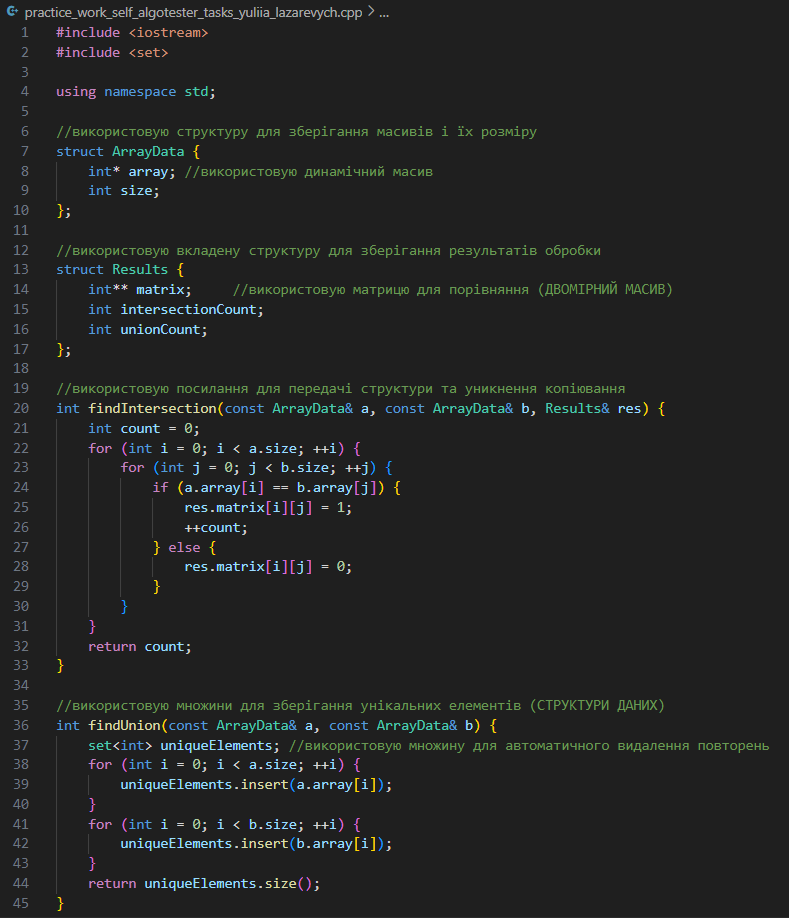 practice_work_self_algotester_tasks_yuliia_lazarevych.cpp > ...
1 #include <iostream>
2 #include <set>
3
4 using namespace std;
5
6 //використовую структуру для зберігання масивів і їх розміру
7 struct ArrayData {
8     int* array; //використовую динамічний масив
9     int size;
10 };
11
12 //використовую вкладену структуру для зберігання результатів обробки
13 struct Results {
14     int** matrix;     //використовую матрицю для порівняння (ДВОМІРНИЙ МАСИВ)
15     int intersectionCount;
16     int unionCount;
17 };
18
19 //використовую посилання для передачі структури та уникнення копіювання
20 int findIntersection(const ArrayData& a, const ArrayData& b, Results& res) {
21     int count = 0;
22     for (int i = 0; i < a.size; ++i) {
23         for (int j = 0; j < b.size; ++j) {
24             if (a.array[i] == b.array[j]) {
25                 res.matrix[i][j] = 1;
26                 ++count;
27             } else {
28                 res.matrix[i][j] = 0;
29             }
30         }
31     }
32     return count;
33 }
34
35 //використовую множини для зберігання унікальних елементів (СТРУКТУРИ ДАНИХ)
36 int findUnion(const ArrayData& a, const ArrayData& b) {
37     set<int> uniqueElements; //використовую множину для автоматичного видалення повторень
38     for (int i = 0; i < a.size; ++i) {
39         uniqueElements.insert(a.array[i]);
40     }
41     for (int i = 0; i < b.size; ++i) {
42         uniqueElements.insert(b.array[i]);
43     }
44     return uniqueElements.size();
45 }